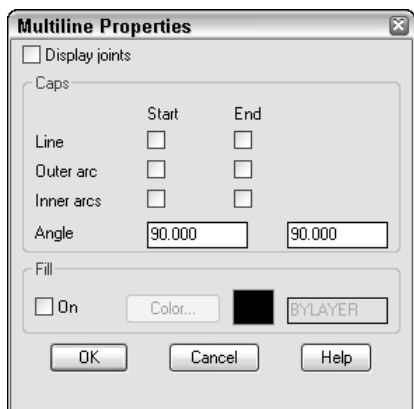 Multiline Properties
Display joints
Caps
Start End
Line
Outer arc
Inner arcs
Angle 90.000 90.000
Fill
On Color... BYLAYER
OK Cancel Help